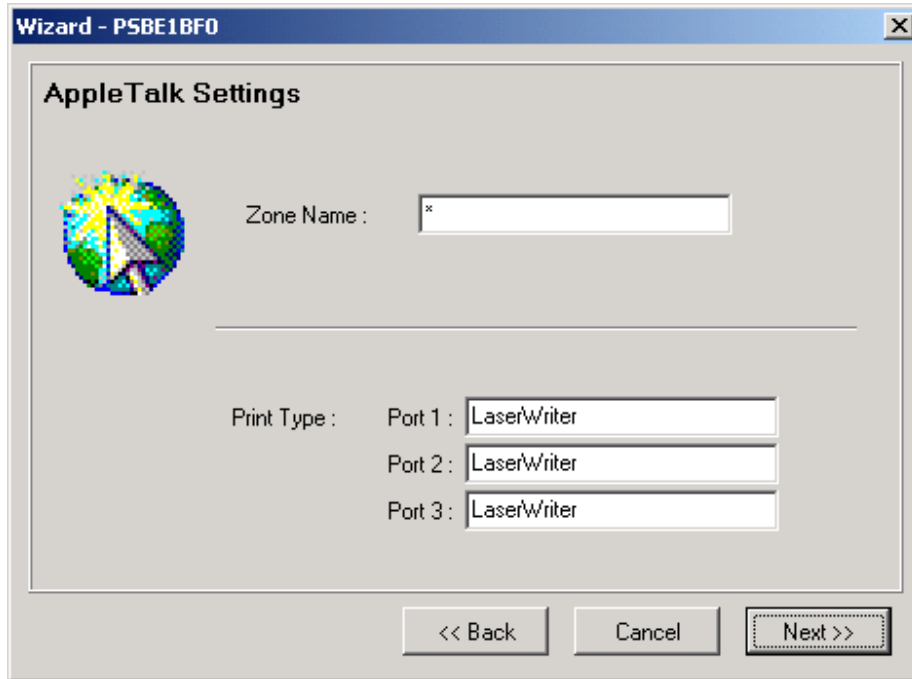 Wizard - PSBE1BF0
AppleTalk Settings
Zone Name : *
Print Type : Port 1 : LaserWriter
Port 2 : LaserWriter
Port 3 : LaserWriter
<< Back Cancel Next >>